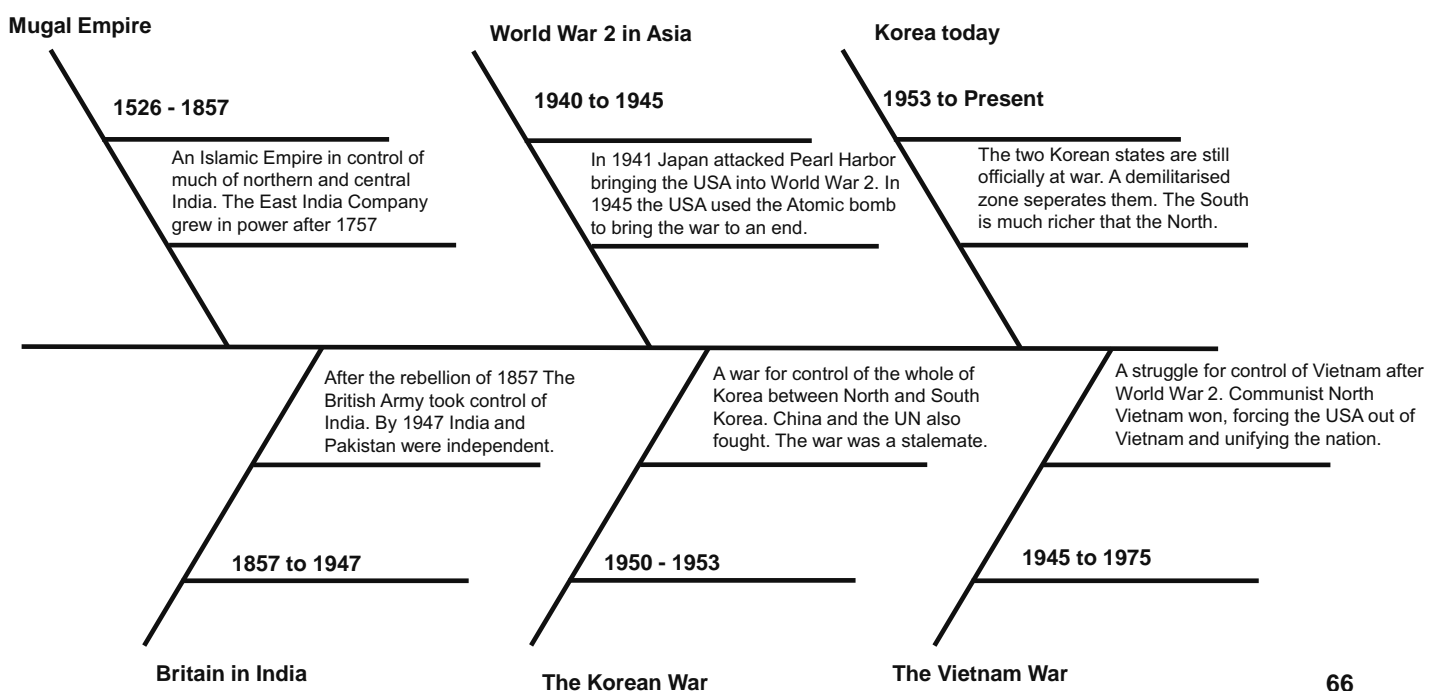 Mugal Empire
1526 - 1857
An Islamic Empire in control of
much of northern and central
India. The East India Company
grew in power after 1757
World War 2 in Asia
1940 to 1945
In 1941 Japan attacked Pearl Harbor
bringing the USA into World War 2. In
1945 the USA used the Atomic bomb
to bring the war to an end.
Korea today
1953 to Present
The two Korean states are still
officially at war. A demilitarised
zone seperates them. The South
is much richer that the North.
After the rebellion of 1857 The
British Army took control of
India. By 1947 India and
Pakistan were independent.
1857 to 1947
Britain in India
A war for control of the whole of
Korea between North and South
Korea. China and the UN also
fought. The war was a stalemate.
1950 - 1953
The Korean War
A struggle for control of Vietnam after
World War 2. Communist North
Vietnam won, forcing the USA out of
Vietnam and unifying the nation.
1945 to 1975
The Vietnam War
66